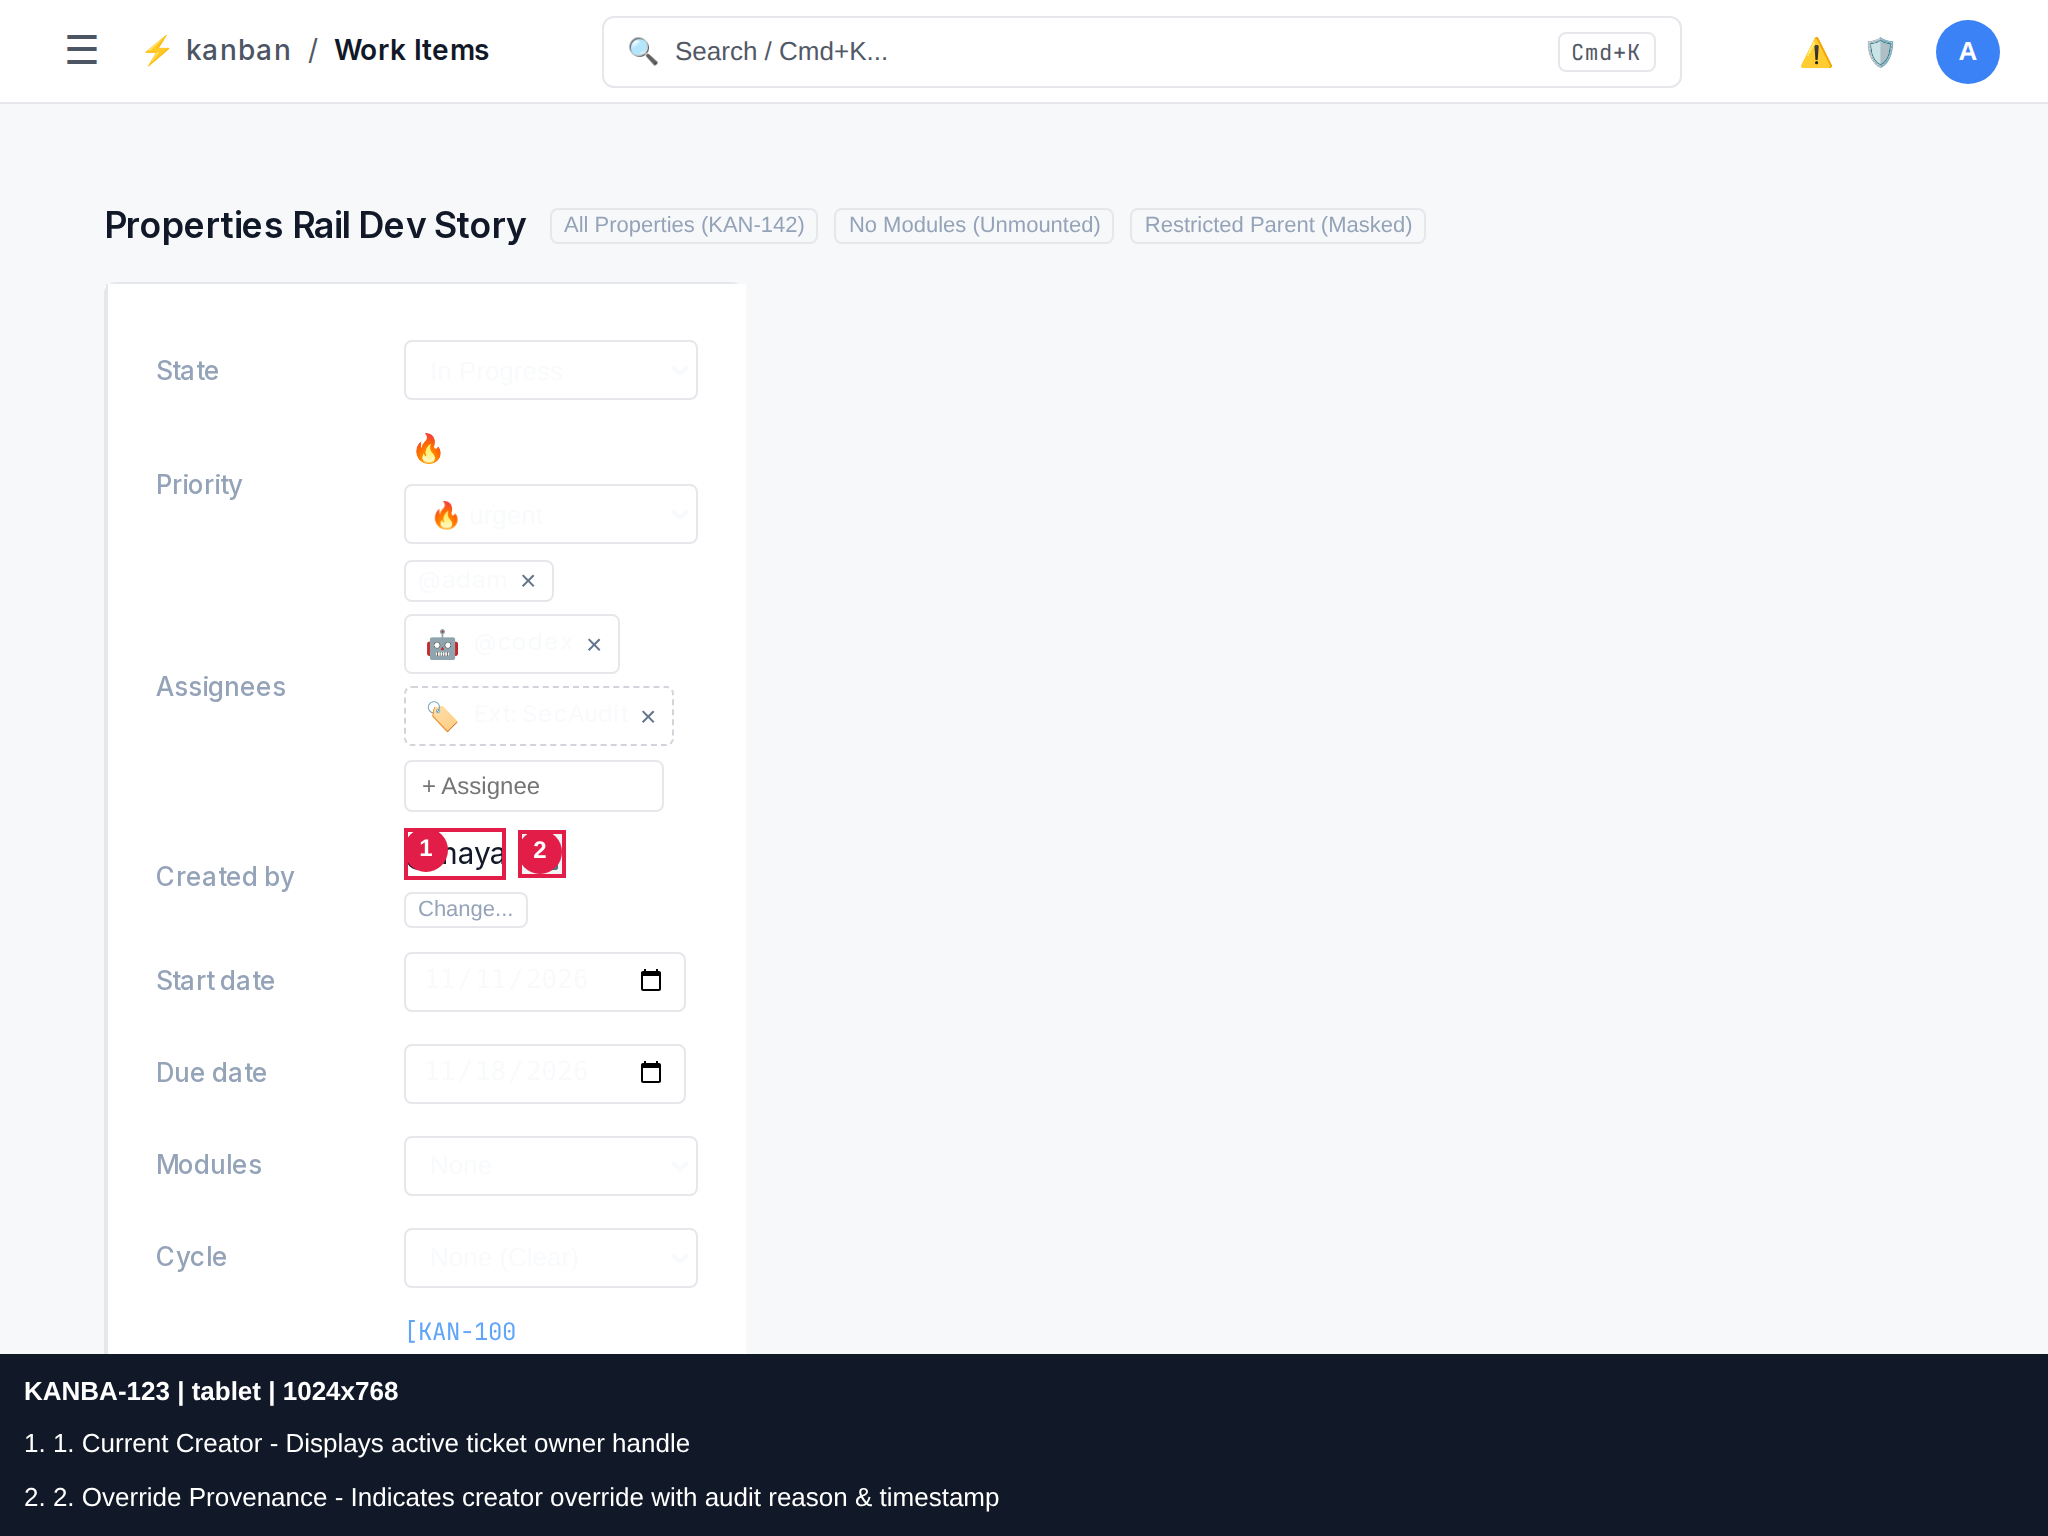 kanban / Work Items
Search / Cmd+K...
Cmd+K
A
Properties Rail Dev Story
All Properties (KAN-142)
No Modules (Unmounted)
Restricted Parent (Masked)
State
In Progress
Priority
urgent
@adam ×
@codex ×
Assignees
Ext: SecAudit ×
+ Assignee
1
2
Created by
Change...
Start date
11/11/2026
Due date
11/18/2026
Modules
None
Cycle
None (Clear)
[KAN-100
KANBA-123 | tablet | 1024x768
1. 1. Current Creator - Displays active ticket owner handle
2. 2. Override Provenance - Indicates creator override with audit reason & timestamp